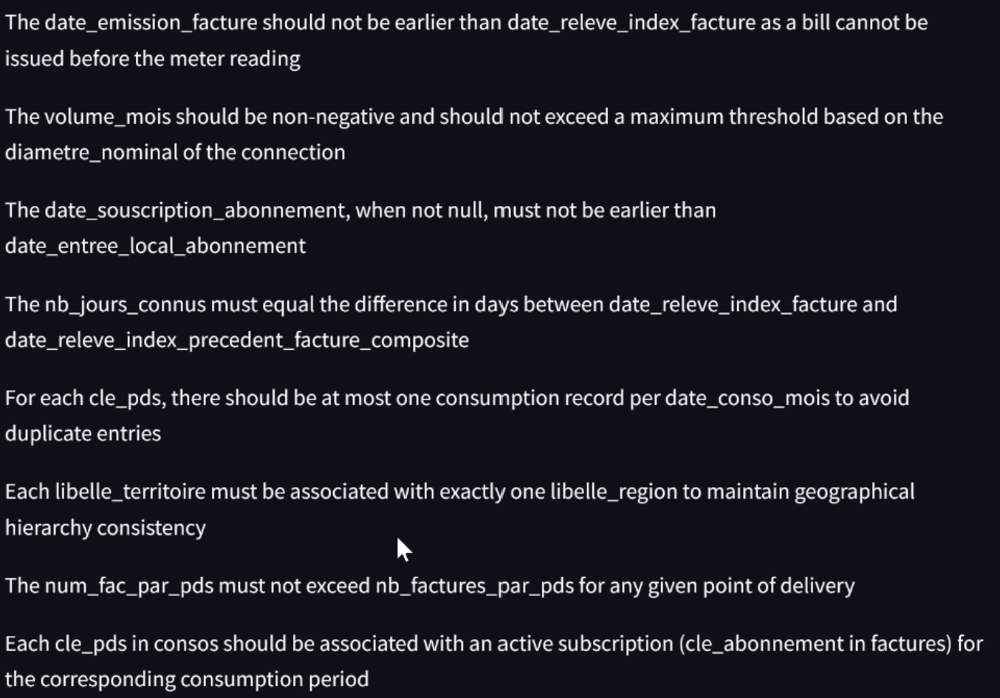 The date_emission_facture should not be earlier than date_releve_index_facture as a bill cannot be
issued before the meter reading
The volume_mois should be non-negative and should not exceed a maximum threshold based on the
diametre_nominal of the connection
The date_souscription_abonnement, when not null, must not be earlier than
date_entree_local_abonnement
The nb_jours_connus must equal the difference in days between date_releve_index_facture and
date_releve_index_precedent_facture_composite
For each cle_pds, there should be at most one consumption record per date_conso_mois to avoid
duplicate entries
Each libelle_territoire must be associated with exactly one libelle_region to maintain geographical
hierarchy consistency
The num_fac_par_pds must not exceed nb_factures_par_pds for any given point of delivery
Each cle_pds in consos should be associated with an active subscription (cle_abonnement in factures) for
the corresponding consumption period